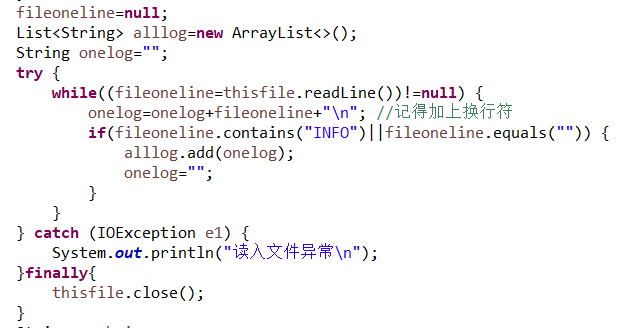 fileoneline=null;
List<String> alllog=new ArrayList<>();
String onelog="";
try {
    while((fileoneline=thisfile.readLine())!=null) {
        onelog=onelog+fileoneline+"\n"; //记得加上换行符
        if(fileoneline.contains("INFO")||fileoneline.equals("")) {
            alllog.add(onelog);
            onelog="";
        }
    }
} catch (IOException e1) {
    System.out.println("读入文件异常\n");
}finally{
    thisfile.close();
}